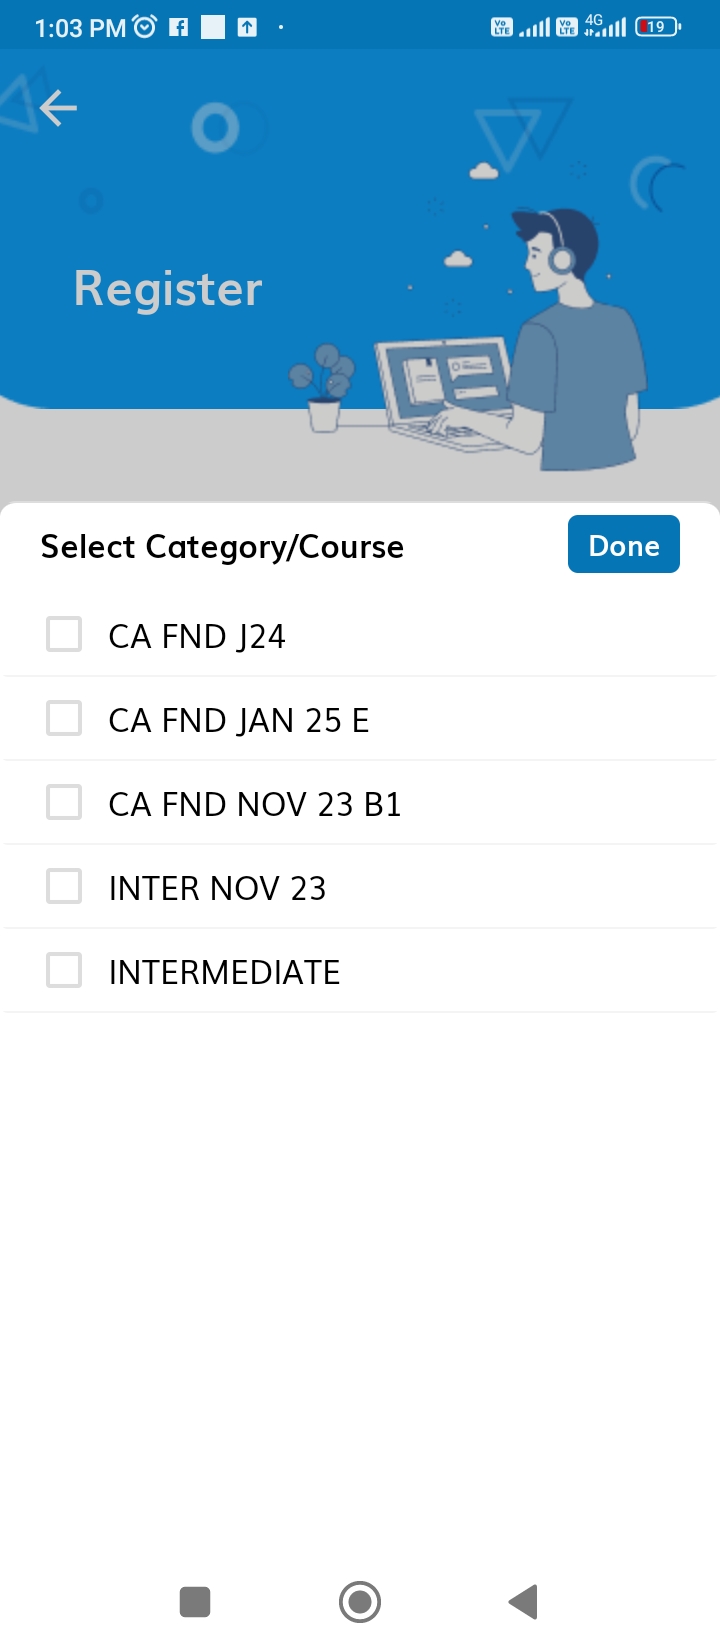 1:03 PM
Vo LTE Vo LTE 4G 19
Register
Select Category/Course
Done
CA FND J24
CA FND JAN 25 E
CA FND NOV 23 B1
INTER NOV 23
INTERMEDIATE